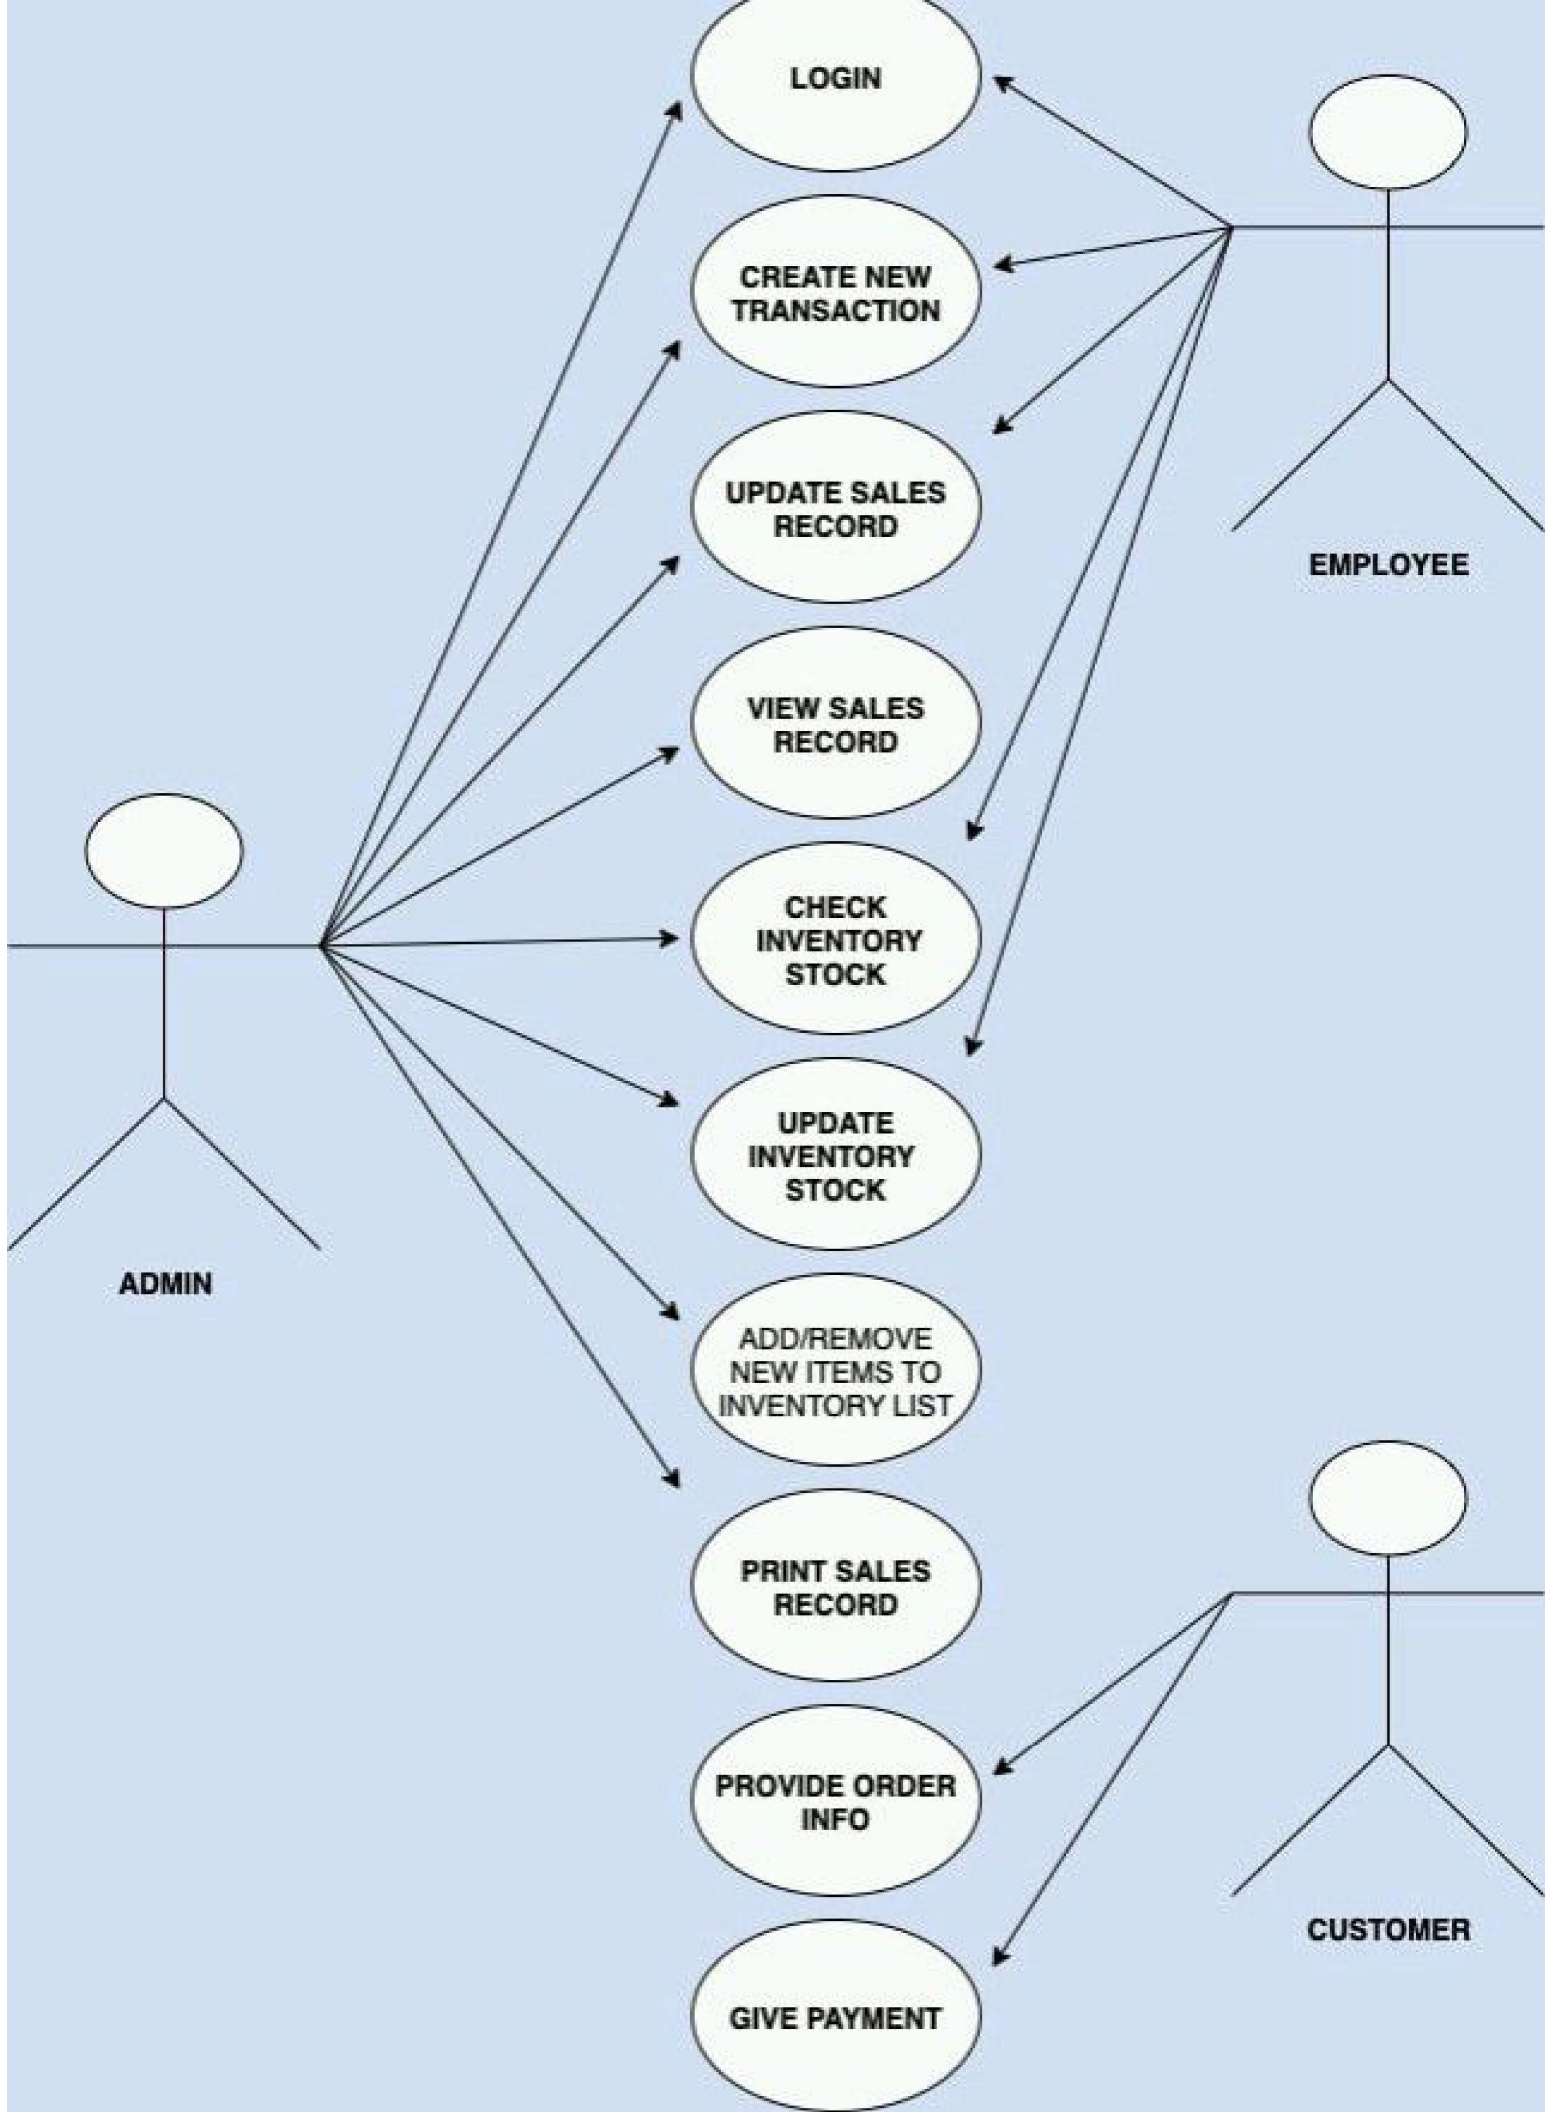 LOGIN
CREATE NEW
TRANSACTION
UPDATE SALES
RECORD
EMPLOYEE
VIEW SALES
RECORD
CHECK
INVENTORY
STOCK
UPDATE
INVENTORY
STOCK
ADMIN
ADD/REMOVE
NEW ITEMS TO
INVENTORY LIST
PRINT SALES
RECORD
PROVIDE ORDER
INFO
CUSTOMER
GIVE PAYMENT